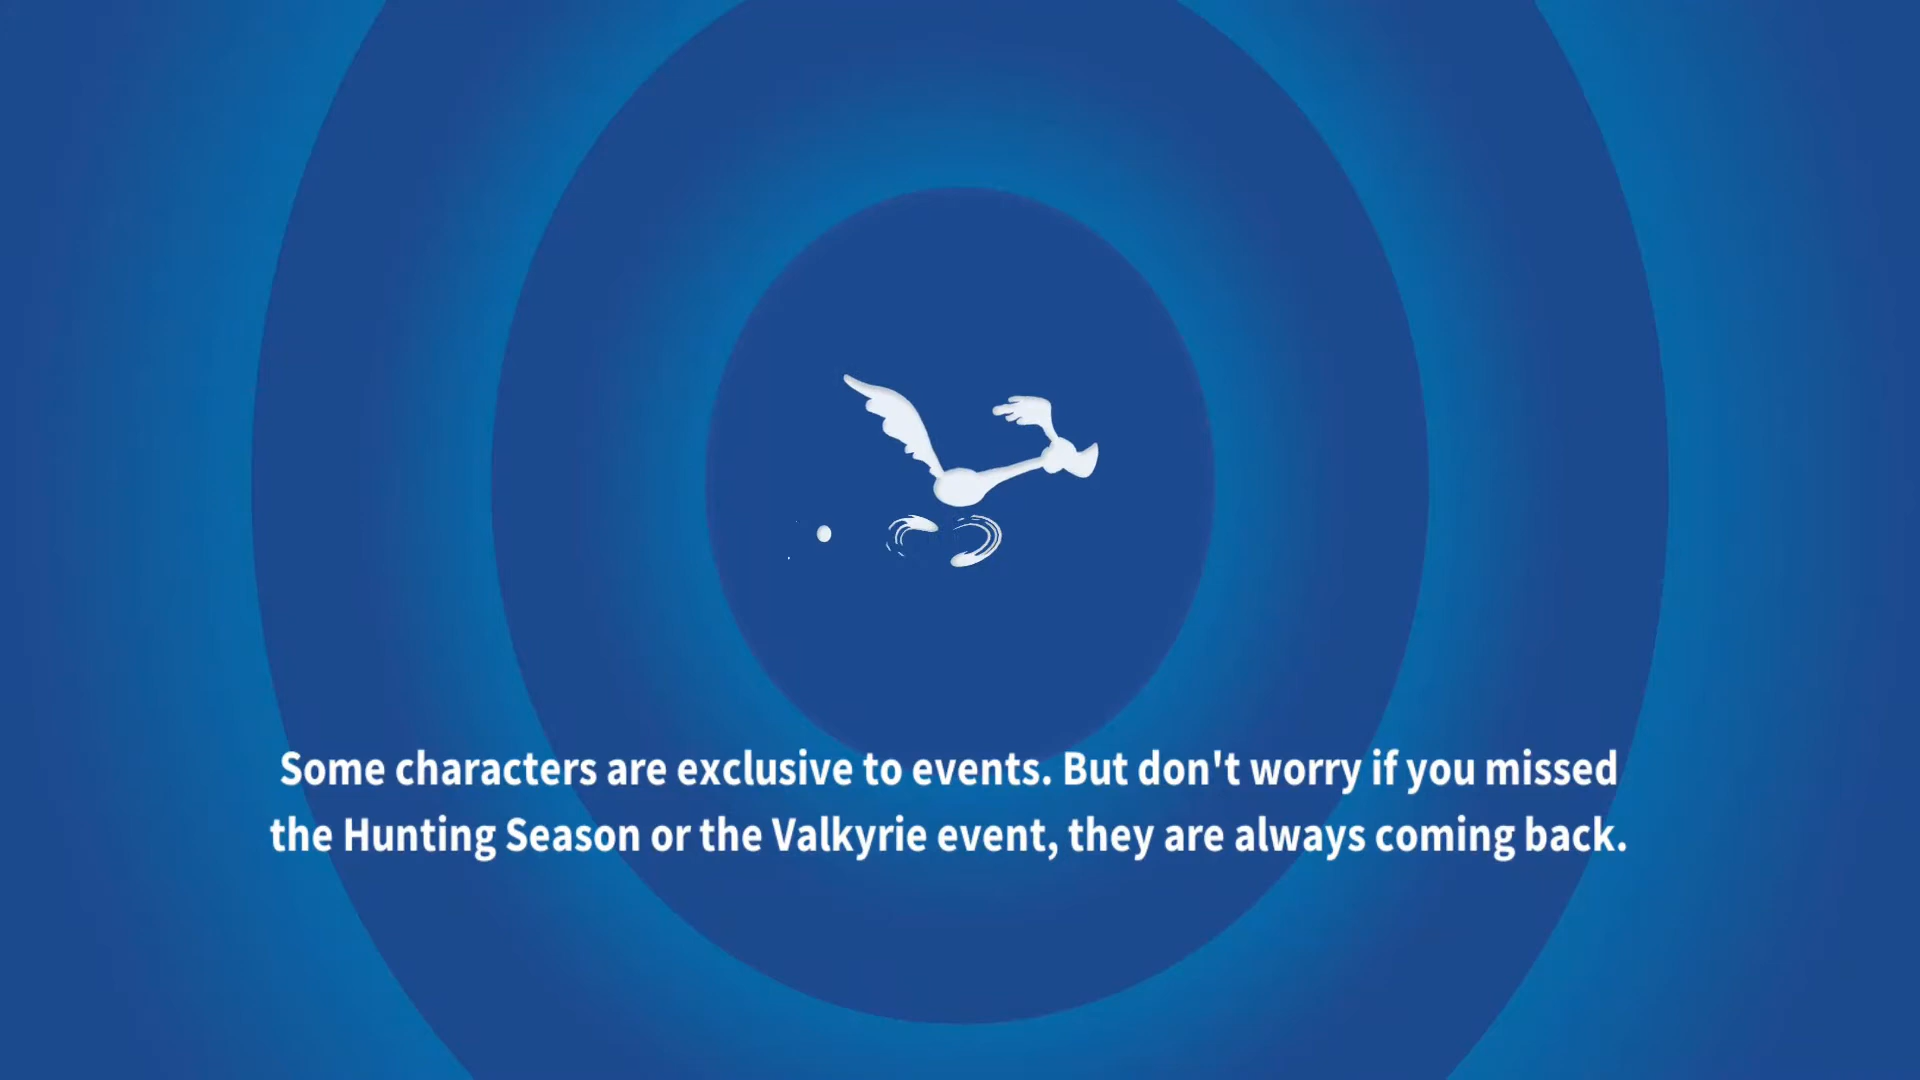 Some characters are exclusive to events. But don't worry if you missed
the Hunting Season or the Valkyrie event, they are always coming back.